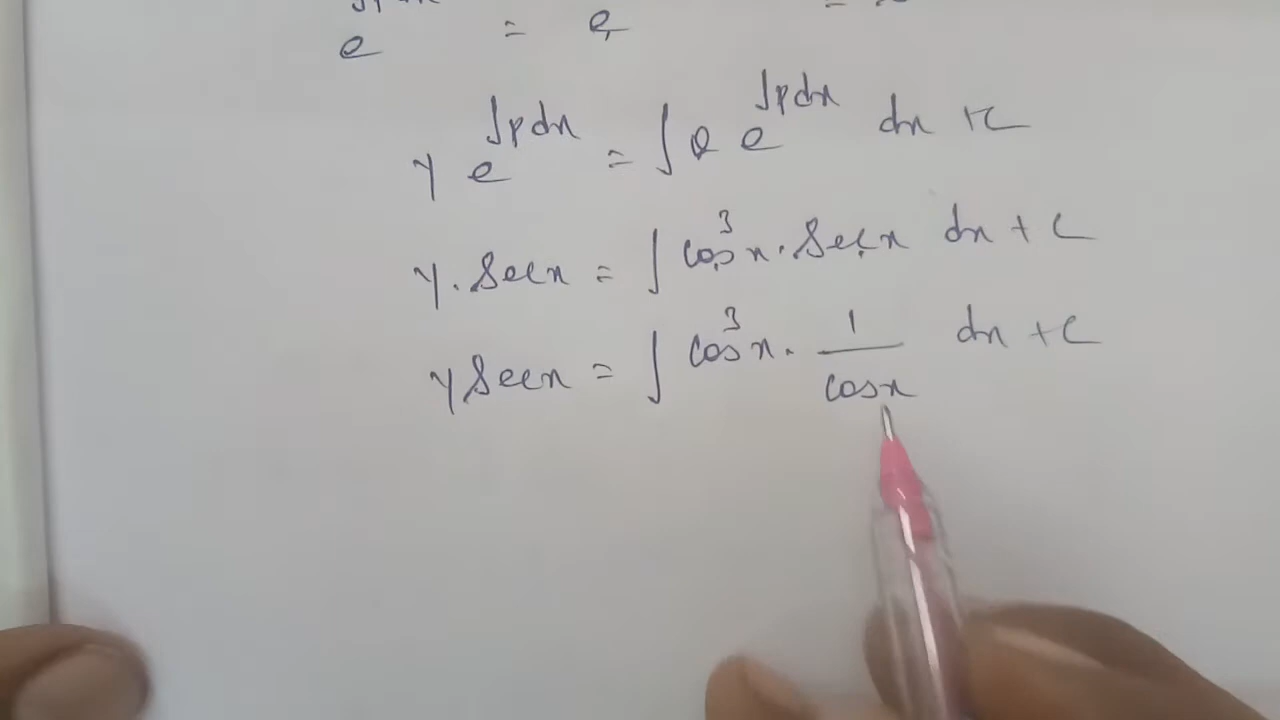 e = e =
y e^∫pdx = ∫ Q e^∫pdx dx + c
y. Secx = ∫ cos³x. Secx dx + c
y Secx = ∫ cos³x. 1/cosx dx + c